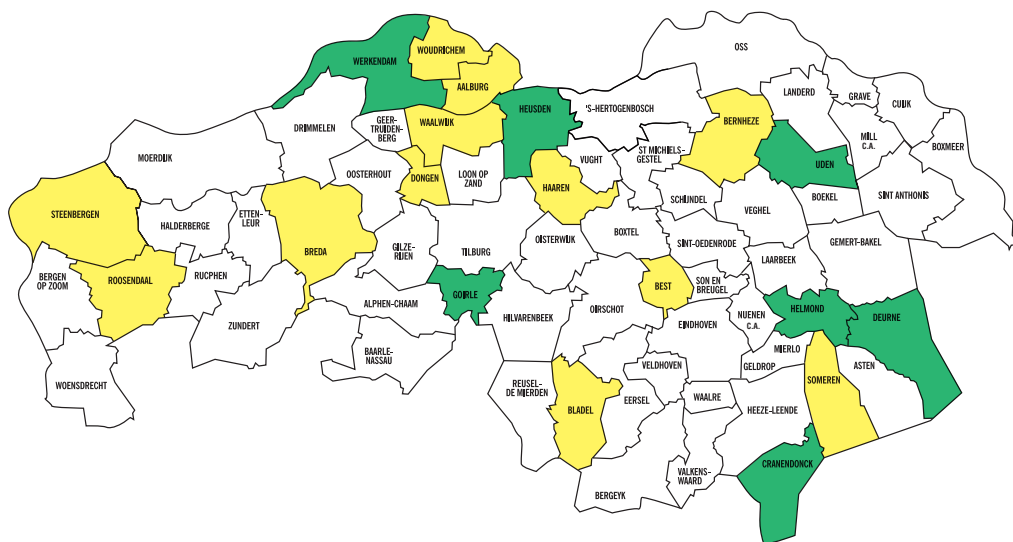 OSS
WOUDRICHEM
WERKENDAM
AALBURG
HEUSDEN
'S-HERTOGENBOSCH
LANDERD
GRAVE
CUIJK
GEER-
TRUIDEN-
BERG
WAALWIJK
DRIMMELEN
BERNHEZE
MILL
C.A.
BOXMEER
MOERDIJK
OOSTERHOUT
DONGEN
LOON OP
ZAND
VUGHT
ST MICHIELS-
GESTEL
UDEN
HAAREN
SINT ANTHONIS
STEENBERGEN
HALDERBERGE
ETTEN-
LEUR
SCHIJNDEL
VEGHEL
BOEKEL
BREDA
GILZE-
RIJEN
TILBURG
OISTERWIJK
BOXTEL
SINT-OEDENRODE
GEMERT-BAKEL
LAARBEEK
BERGEN
OP ZOOM
ROOSENDAAL
RUCPHEN
GOIRLE
BEST
SON EN
BREUGEL
ALPHEN-CHAAM
HILVARENBEEK
OIRSCHOT
NUENEN
C.A.
HELMOND
DEURNE
ZUNDERT
EINDHOVEN
BAARLE-
NASSAU
MIERLO
GELDROP
ASTEN
WOENSDRECHT
REUSEL-
DE MIERDEN
VELDHOVEN
SOMEREN
BLADEL
EERSEL
WAALRE
HEEZE-LEENDE
CRANENDONCK
VALKENS-
WAARD
BERGEYK